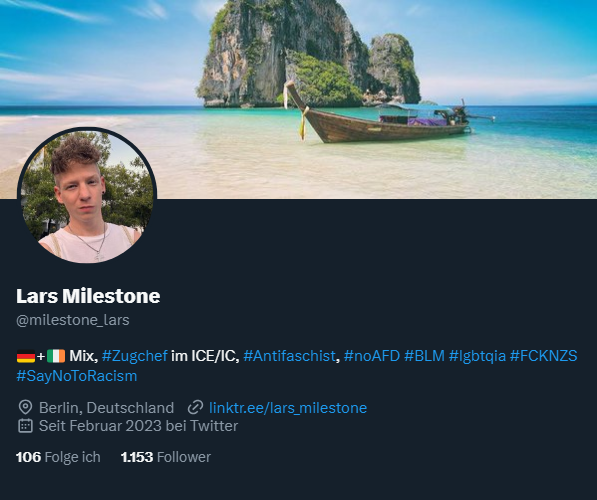 Lars Milestone
@milestone_lars
🇩🇪+🇮🇪 Mix, #Zugchef im ICE/IC, #Antifaschist, #noAFD #BLM #lgbtqia #FCKNZS
#SayNoToRacism
Berlin, Deutschland linktr.ee/lars_milestone
Seit Februar 2023 bei Twitter
106 Folge ich 1.153 Follower